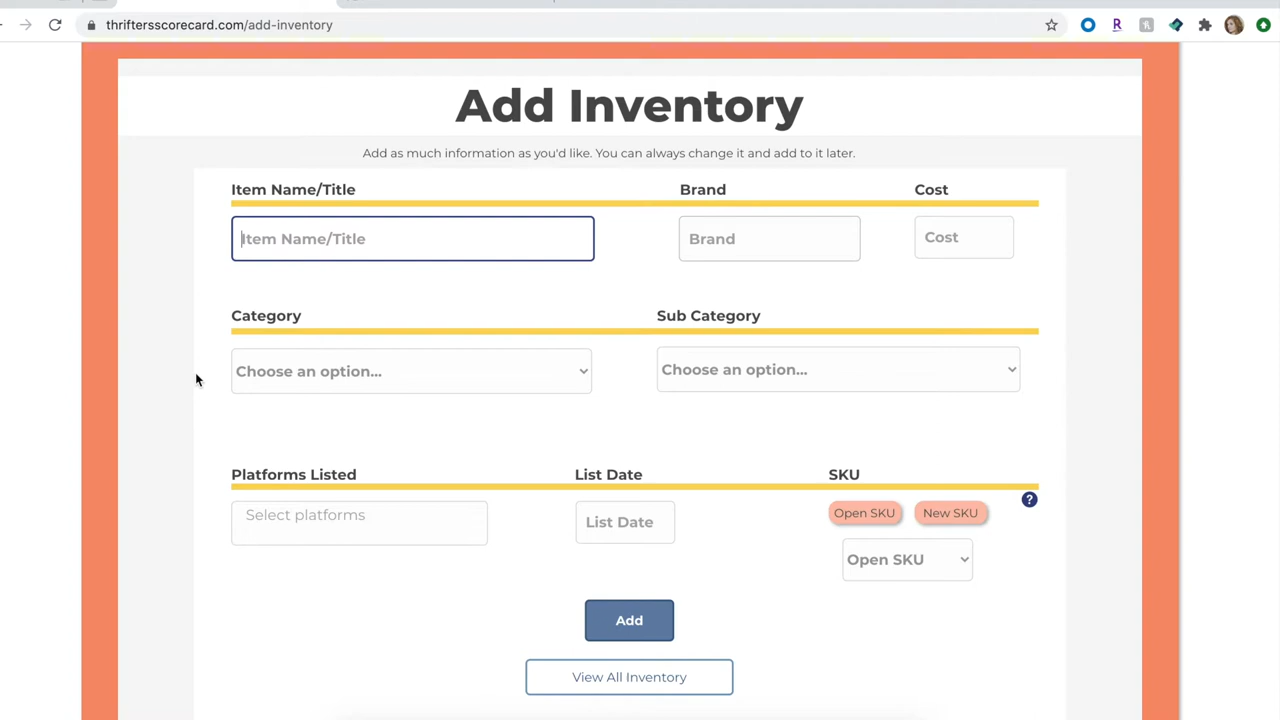 thriftersscorecard.com/add-inventory
Add Inventory
Add as much information as you'd like. You can always change it and add to it later.
Item Name/Title Brand Cost
Item Name/Title Brand Cost
Category Sub Category
Choose an option... Choose an option...
Platforms Listed List Date SKU
?
Open SKU New SKU
Select platforms List Date
Open SKU
Add
View All Inventory